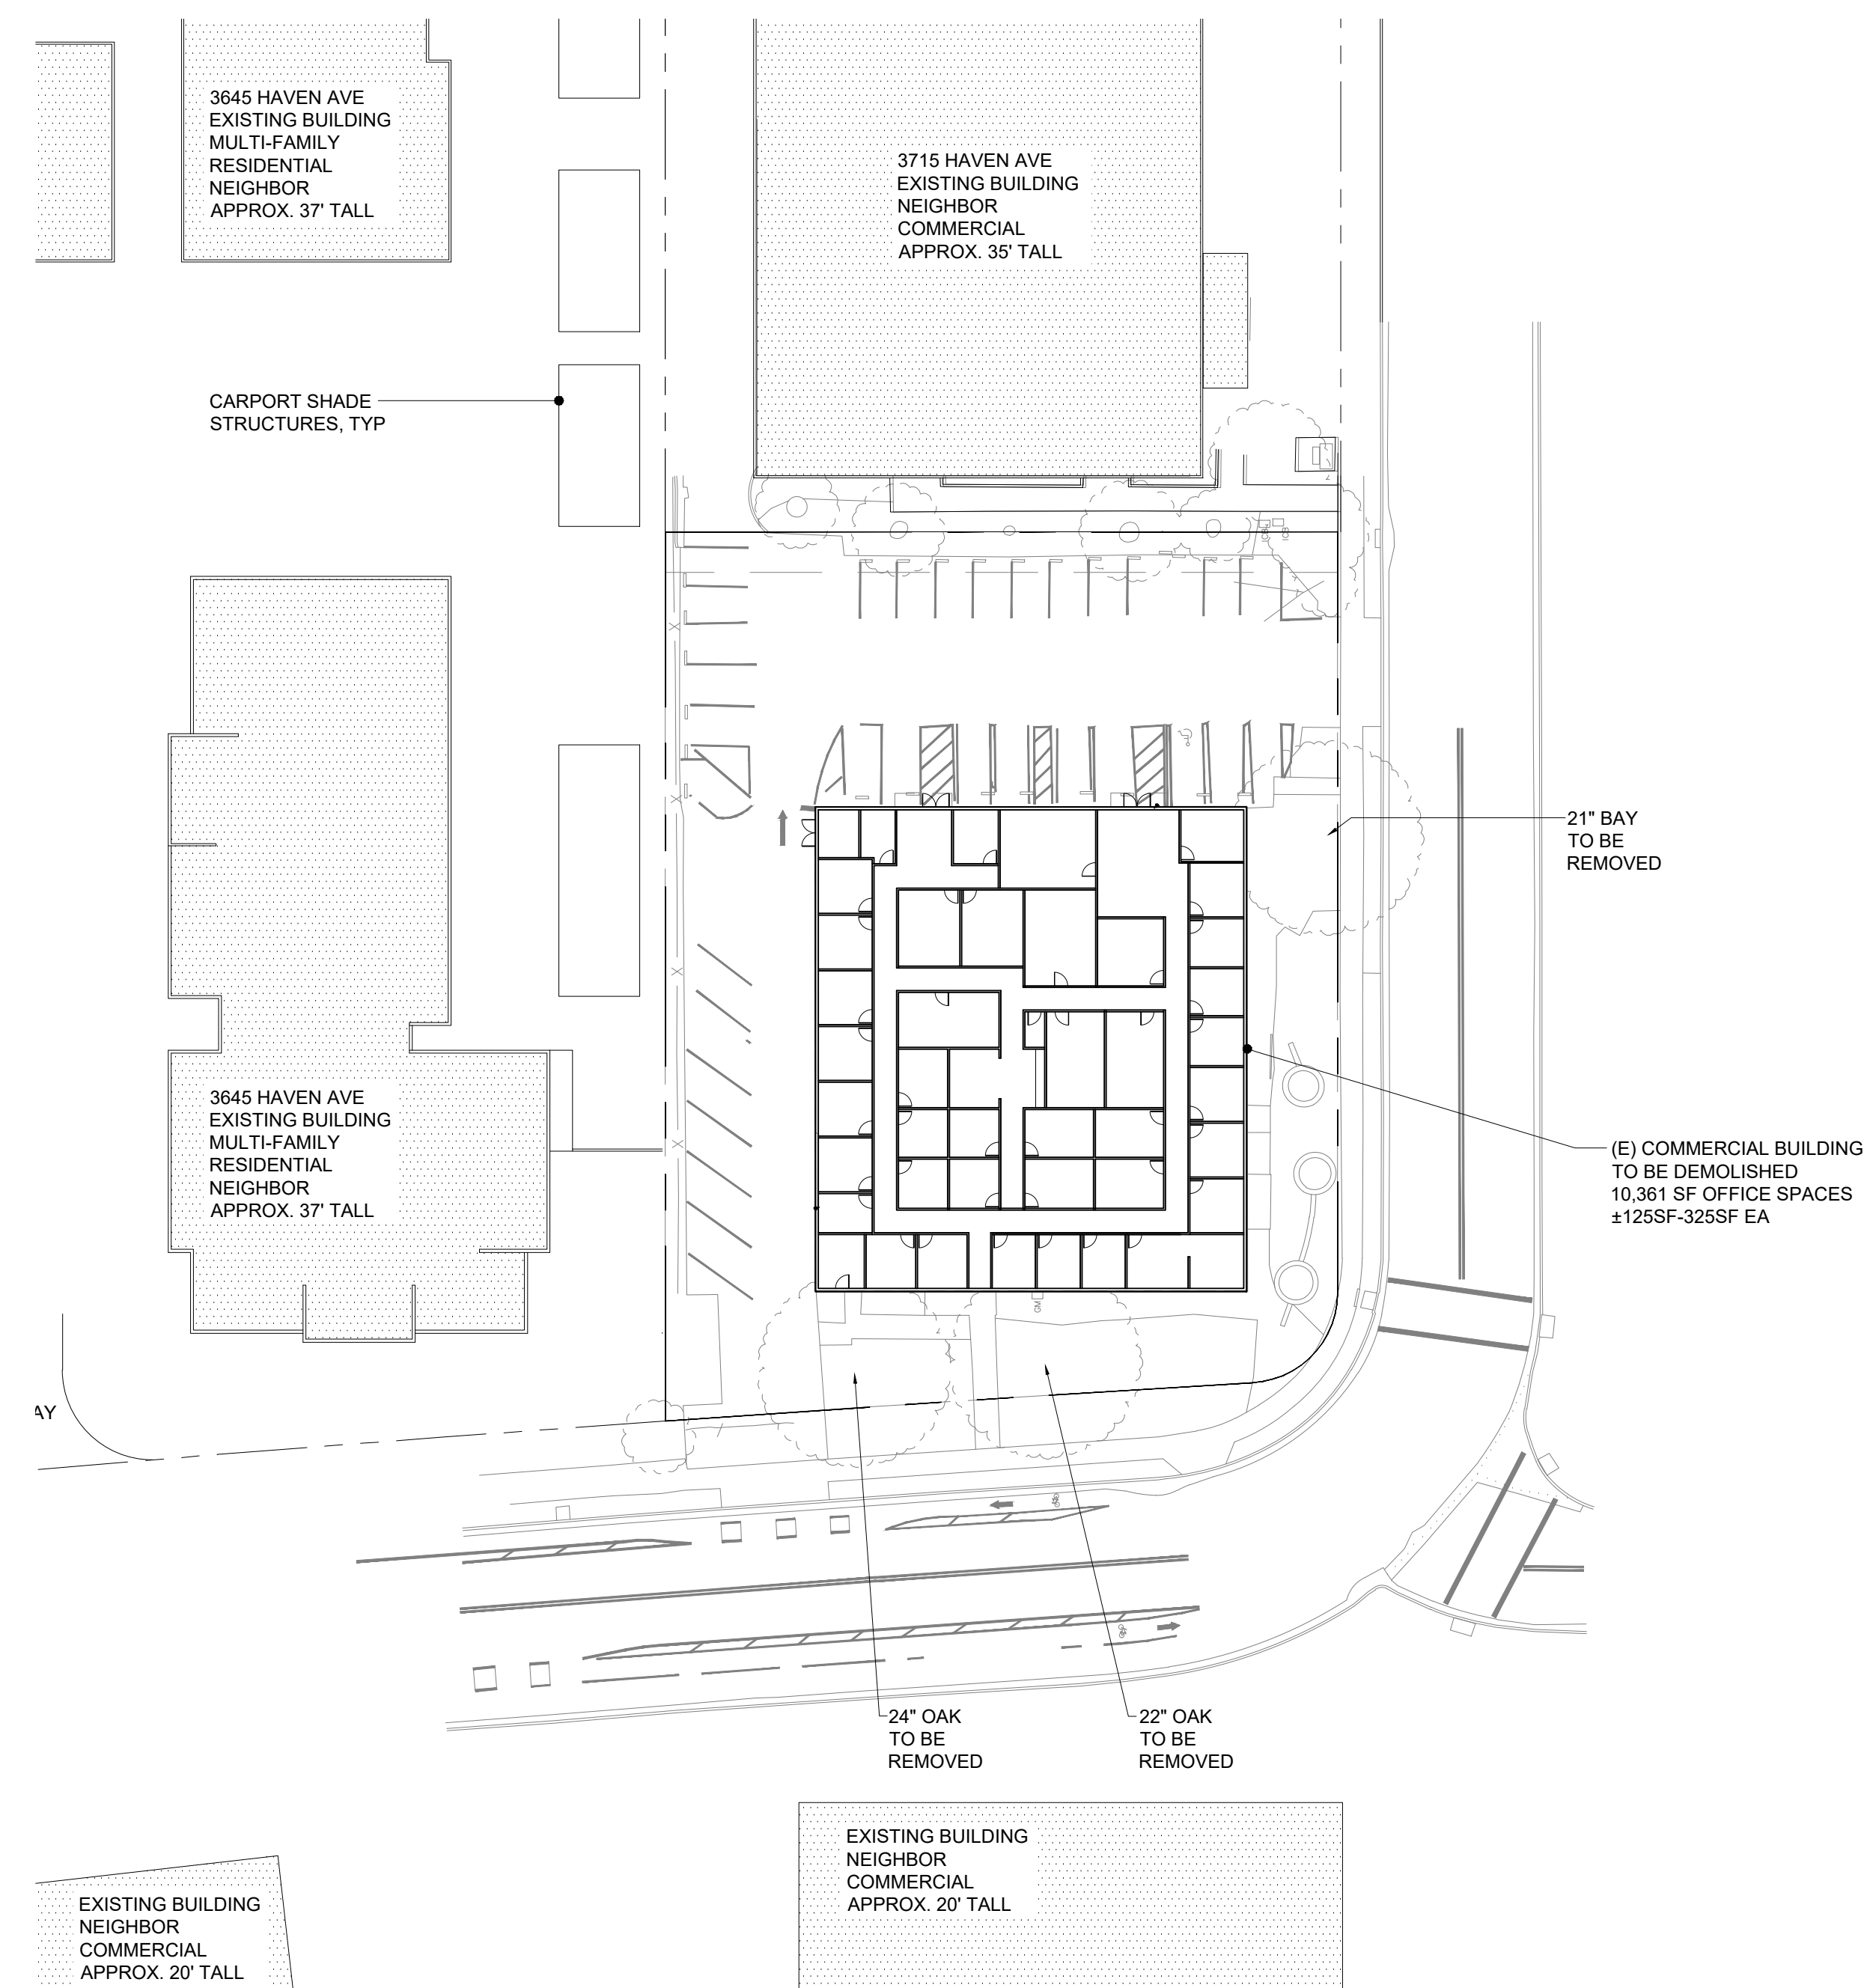 3645 HAVEN AVE
EXISTING BUILDING
MULTI-FAMILY
RESIDENTIAL
NEIGHBOR
APPROX. 37' TALL
3715 HAVEN AVE
EXISTING BUILDING
NEIGHBOR
COMMERCIAL
APPROX. 35' TALL
CARPORT SHADE
STRUCTURES, TYP
ICB
ICB
21" BAY
TO BE
REMOVED
3645 HAVEN AVE
EXISTING BUILDING
MULTI-FAMILY
RESIDENTIAL
NEIGHBOR
APPROX. 37' TALL
(E) COMMERCIAL BUILDING
TO BE DEMOLISHED
10,361 SF OFFICE SPACES
±125SF-325SF EA
GM
AY
24" OAK
TO BE
REMOVED
22" OAK
TO BE
REMOVED
EXISTING BUILDING
NEIGHBOR
COMMERCIAL
APPROX. 20' TALL
EXISTING BUILDING
NEIGHBOR
COMMERCIAL
APPROX. 20' TALL